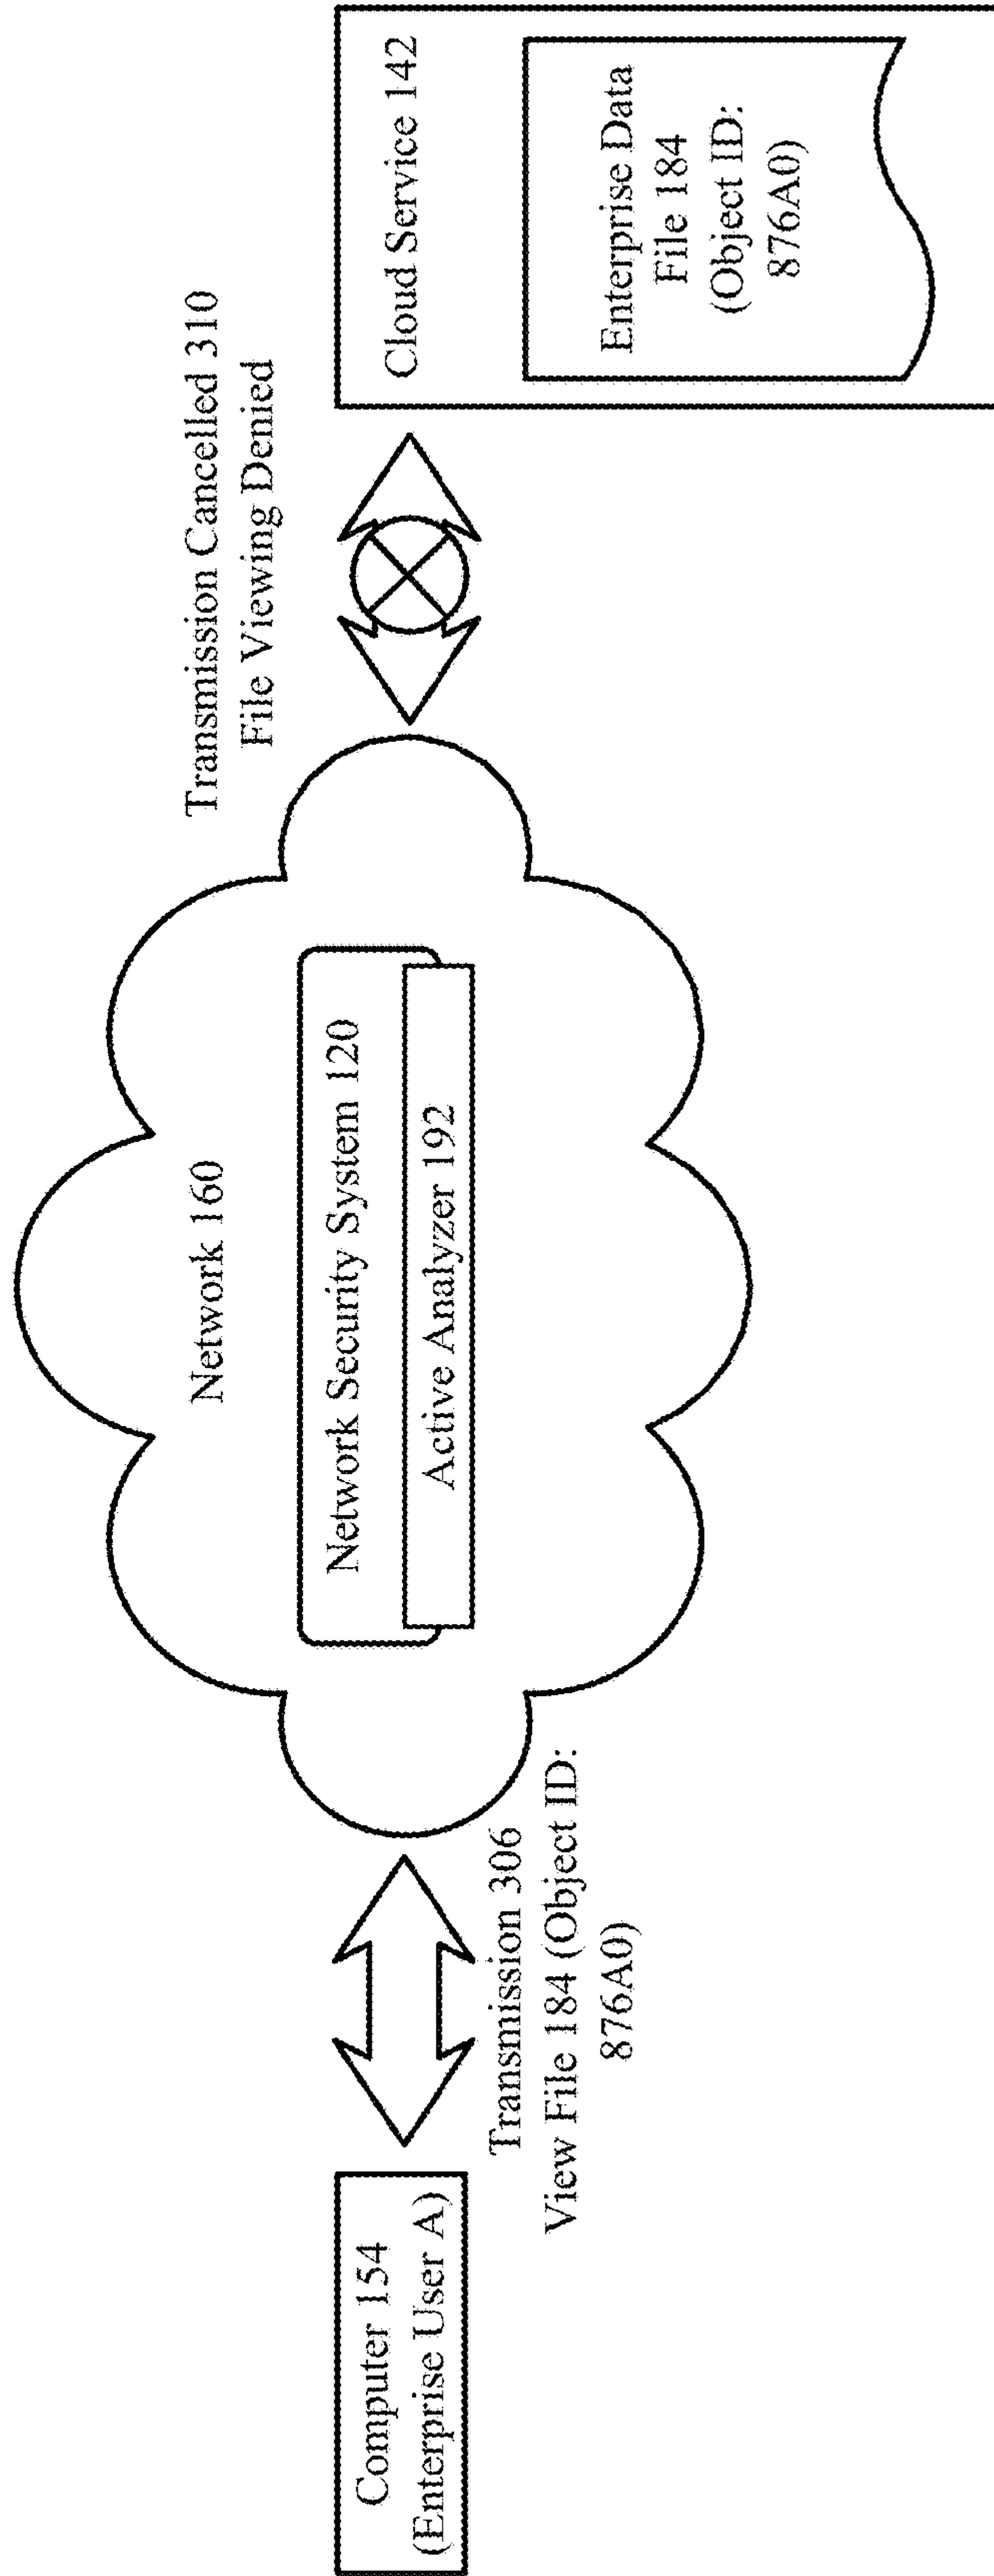 Computer 154
(Enterprise User A)
Transmission 306
View File 184 (Object ID:
876A0)
Network 160
Network Security System 120
Active Analyzer 192
Transmission Cancelled 310
File Viewing Denied
Cloud Service 142
Enterprise Data
File 184
(Object ID:
876A0)